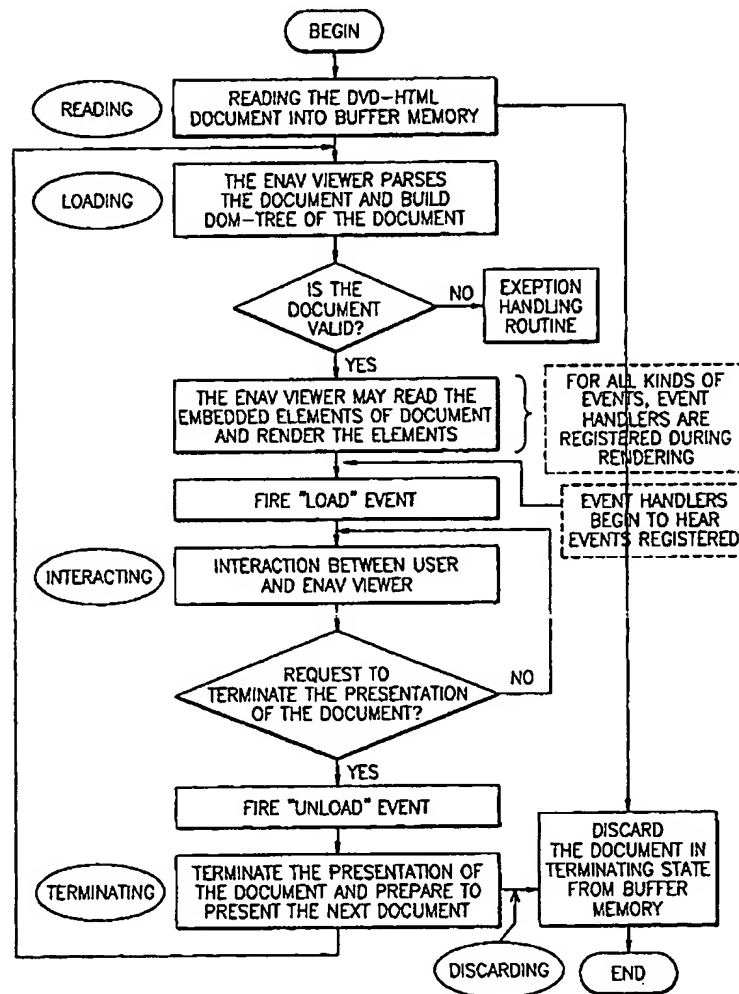 BEGIN
READING
READING THE DVD-HTML
DOCUMENT INTO BUFFER MEMORY
LOADING
THE ENAV VIEWER PARSES
THE DOCUMENT AND BUILD
DOM-TREE OF THE DOCUMENT
IS THE
DOCUMENT
VALID?
NO
EXEPTION
HANDLING
ROUTINE
YES
THE ENAV VIEWER MAY READ THE
EMBEDDED ELEMENTS OF DOCUMENT
AND RENDER THE ELEMENTS
FOR ALL KINDS OF
EVENTS, EVENT
HANDLERS ARE
REGISTERED DURING
RENDERING
FIRE "LOAD" EVENT
EVENT HANDLERS
BEGIN TO HEAR
EVENTS REGISTERED
INTERACTING
INTERACTION BETWEEN USER
AND ENAV VIEWER
REQUEST TO
TERMINATE THE PRESENTATION
OF THE DOCUMENT?
NO
YES
FIRE "UNLOAD" EVENT
TERMINATING
TERMINATE THE PRESENTATION OF
THE DOCUMENT AND PREPARE TO
PRESENT THE NEXT DOCUMENT
DISCARD
THE DOCUMENT IN
TERMINATING STATE
FROM BUFFER
MEMORY
DISCARDING
END